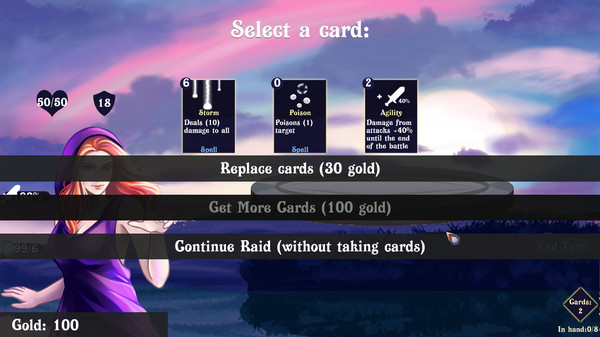 Select a card:
50/50
18
6
Storm
Deals (10)
damage to all
Spell
0
Poison
Poisons (1)
target
Spell
2
+ 40%
Agility
Damage from
attacks +40%
until the end
of the battle
Replace cards (30 gold)
Get More Cards (100 gold)
Continue Raid (without taking cards)
99/6
End Turn
Gold: 100
Cards:
2
In hand:0/8